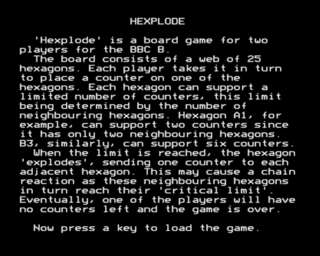 HEXPLODE
'Hexplode' is a board game for two
players for the BBC B.
The board consists of a web of 25
hexagons. Each player takes it in turn
to place a counter on one of the
hexagons. Each hexagon can support a
limited number of counters, this limit
being determined by the number of
neighbouring hexagons. Hexagon A1, for
example, can support two counters since
it has only two neighbouring hexagons.
B3, similarly, can support six counters.
When the limit is reached, the hexagon
'explodes', sending one counter to each
adjacent hexagon. This may cause a chain
reaction as these neighbouring hexagons
in turn reach their 'critical limit'.
Eventually, one of the players will have
no counters left and the game is over.
Now press a key to load the game.